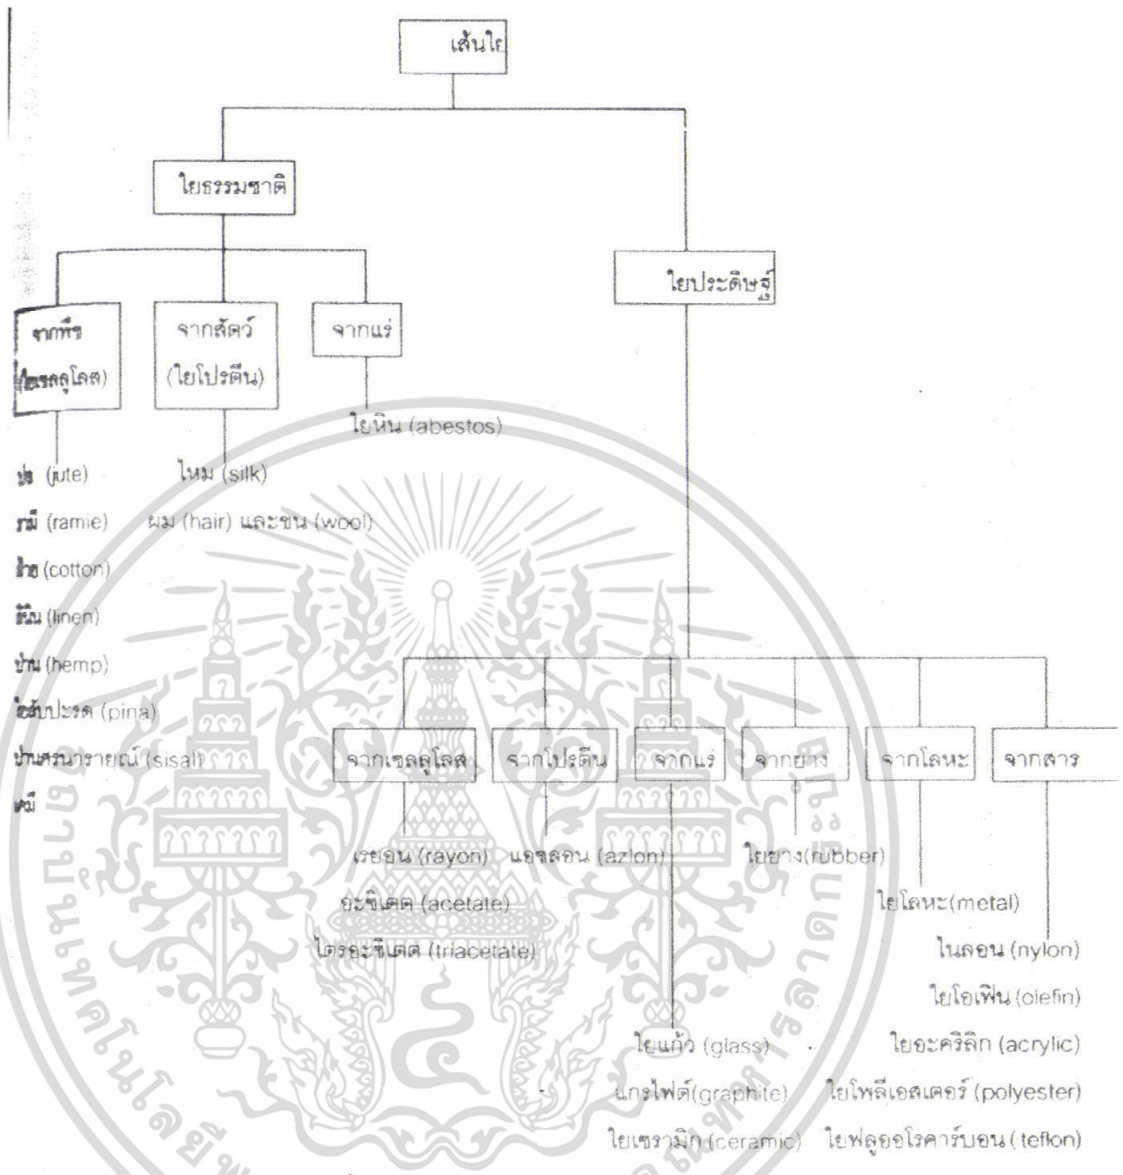 เส้นใย
ใยธรรมชาติ
ใยประดิษฐ์
จากพืช
(ใยเซลลูโลส)
จากสัตว์
(ใยโปรตีน)
จากแร่
ใยหิน (abestos)
(jute)
ไหม (silk)
รามี (ramie)
ผม (hair) และขน (wool)
ฝ้าย (cotton)
ลินิน (linen)
ป่าน (hemp)
ใยสับปะรด (pina)
ป่านศรนารายณ์ (sisal)
จากเซลลูโลส
จากโปรตีน
จากแร่
จากยาง
จากโลหะ
จากสาร
เรยอน (rayon)
แอซลอน (azlon)
ใยยาง(rubber)
อะซิเตต (acetate)
ใยโลหะ(metal)
ไตรอะซิเตต (triacetate)
ไนลอน (nylon)
ใยโอเฟิน (olefin)
ใยแก้ว (glass)
ใยอะคริลิก (acrylic)
แกรไฟต์(graphite)
ใยโพลีเอสเตอร์ (polyester)
ใยเซรามิก (ceramic)
ใยฟลูออโรคาร์บอน (teflon)